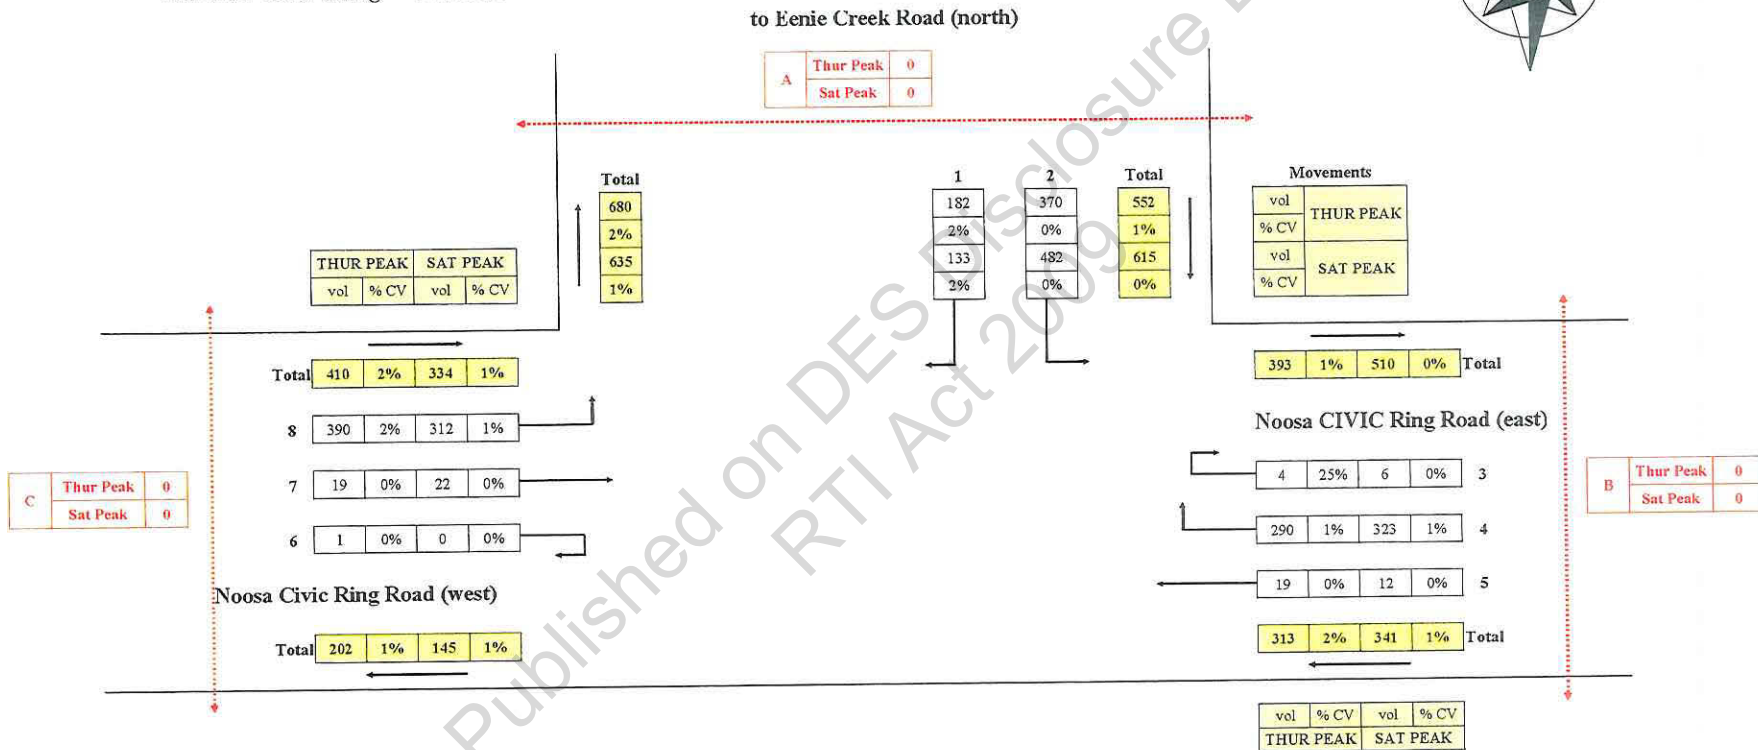 to Eenie Creek Road (north)
A Thur Peak 0
Sat Peak 0
Total
680
2%
635
1%
1 2 Total
182 370 552
2% 0% 1%
133 482 615
2% 0% 0%
Movements
vol THUR PEAK
% CV
vol SAT PEAK
% CV
THUR PEAK SAT PEAK
vol % CV vol % CV
Total 410 2% 334 1%
8 390 2% 312 1%
7 19 0% 22 0%
6 1 0% 0 0%
C Thur Peak 0
Sat Peak 0
Noosa Civic Ring Road (west)
Total 202 1% 145 1%
393 1% 510 0% Total
Noosa CIVIC Ring Road (east)
4 25% 6 0% 3
290 1% 323 1% 4
19 0% 12 0% 5
313 2% 341 1% Total
B Thur Peak 0
Sat Peak 0
vol % CV vol % CV
THUR PEAK SAT PEAK
Published on DES Disclosure
RTI Act 2009